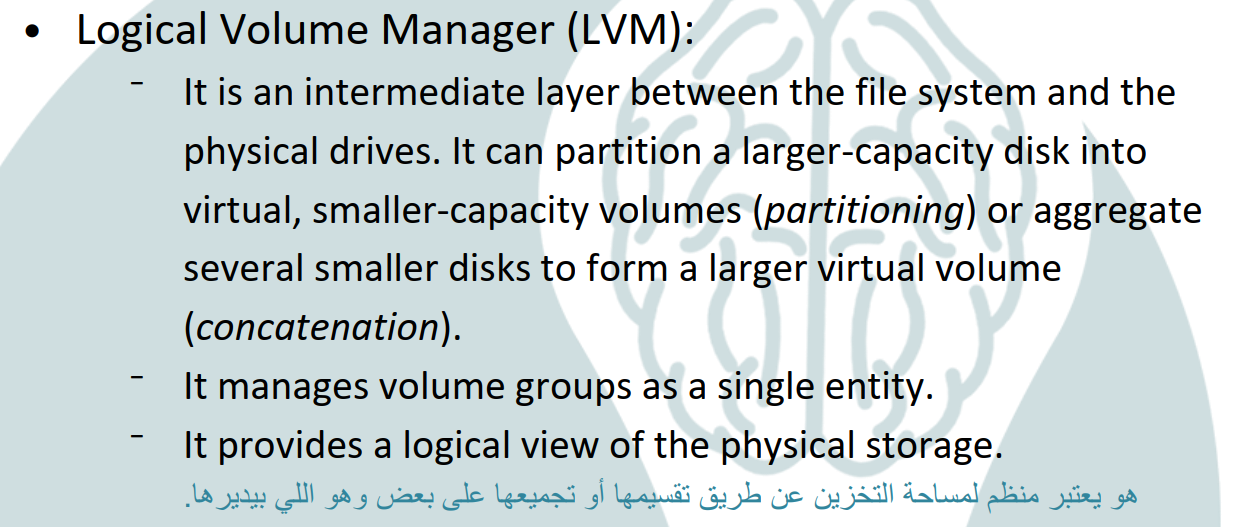 • Logical Volume Manager (LVM):
– It is an intermediate layer between the file system and the
physical drives. It can partition a larger-capacity disk into
virtual, smaller-capacity volumes (partitioning) or aggregate
several smaller disks to form a larger virtual volume
(concatenation).
– It manages volume groups as a single entity.
– It provides a logical view of the physical storage.
هو يعتبر منظم لمساحة التخزين عن طريق تقسيمها أو تجميعها على بعض وهو اللي بيديرها.